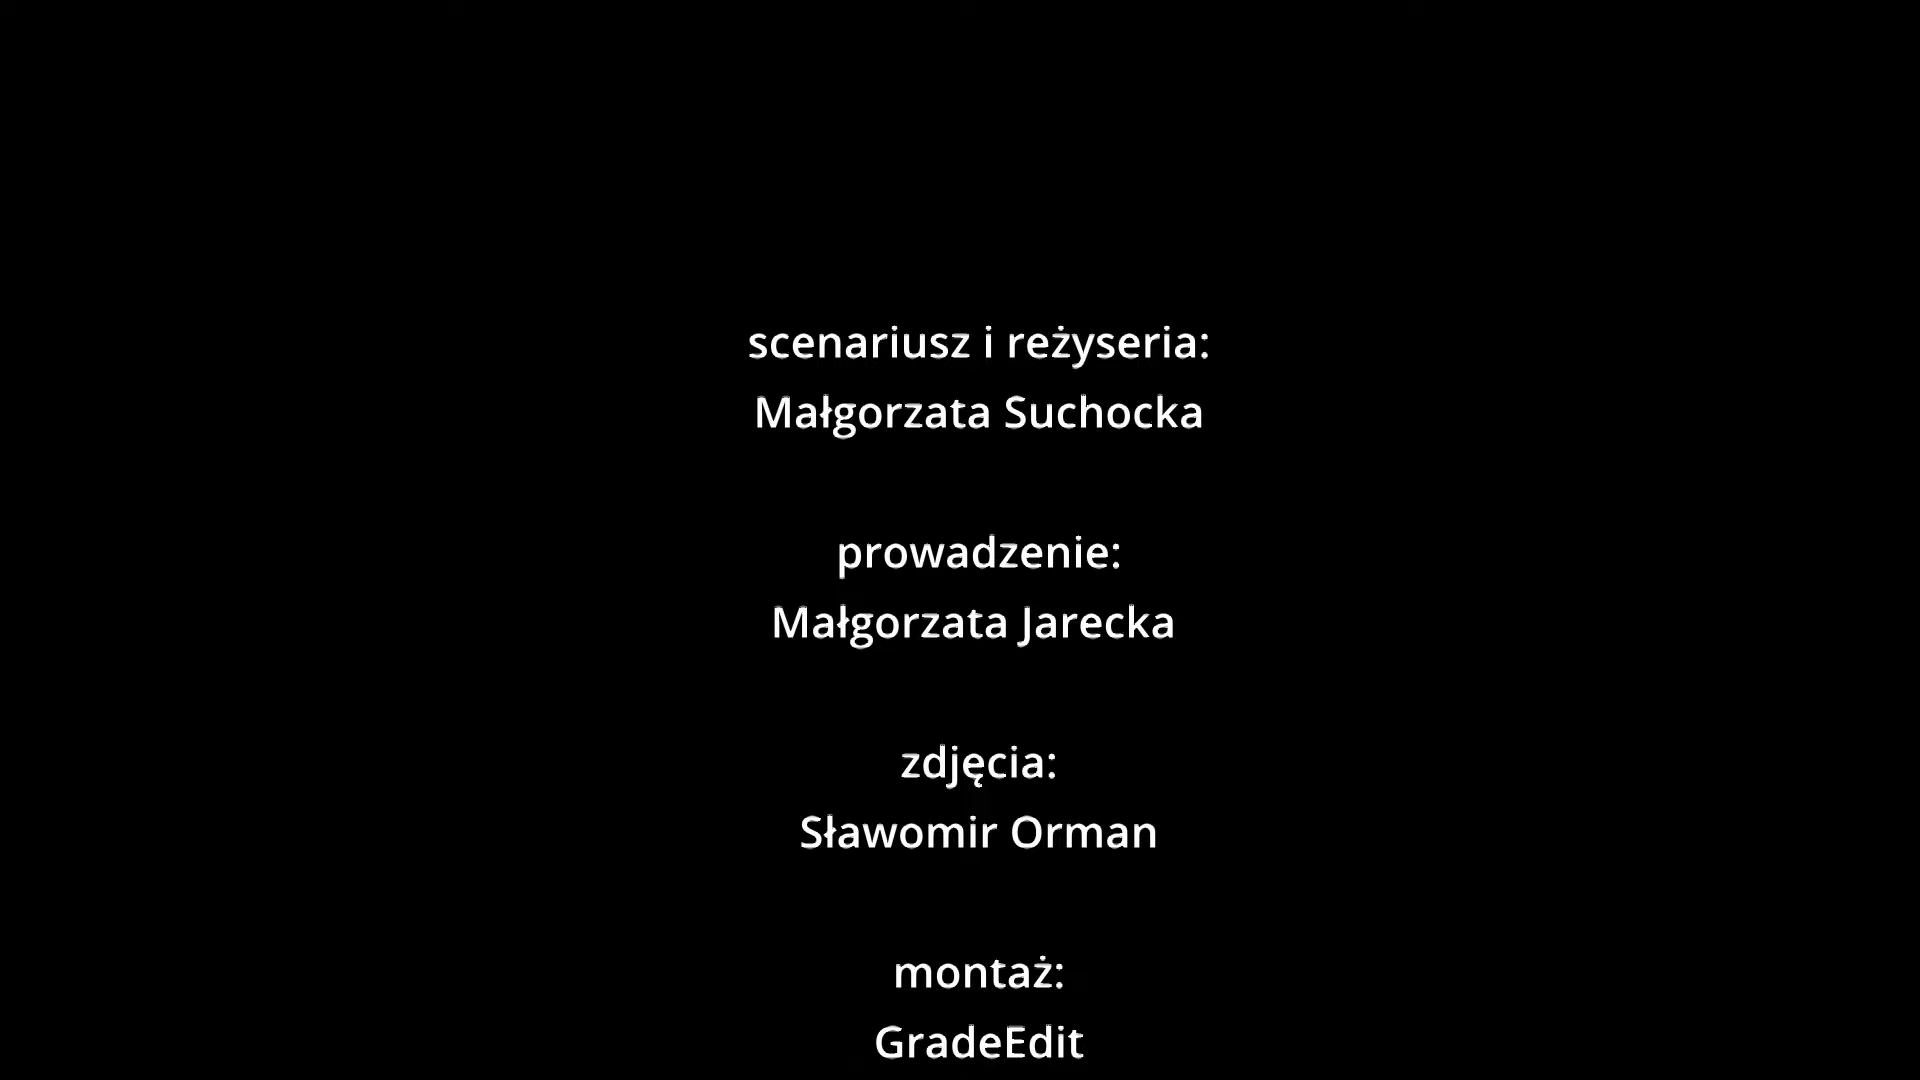 scenariusz i reżyseria:
Małgorzata Suchocka
prowadzenie:
Małgorzata Jarecka
zdjęcia:
Sławomir Orman
montaż:
GradeEdit